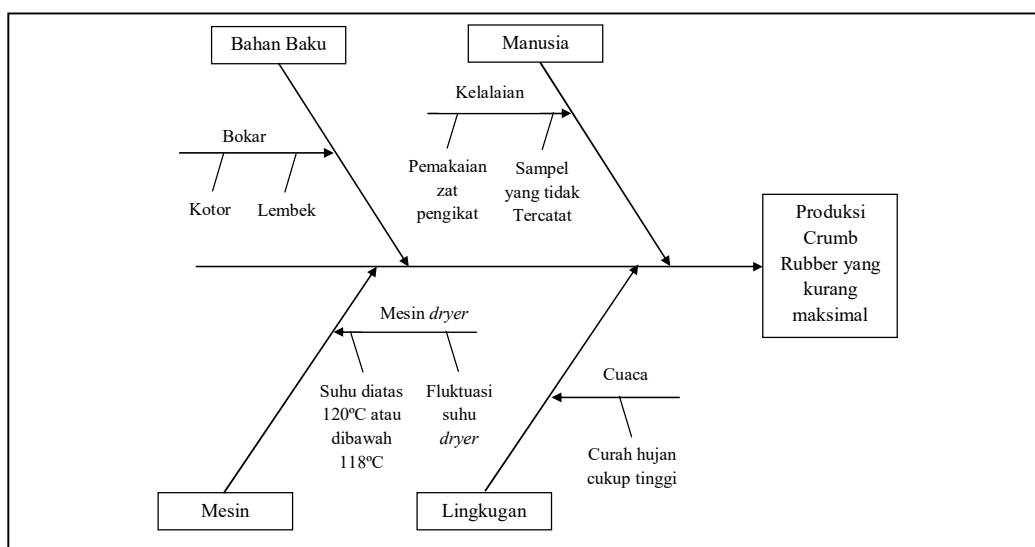 Bahan Baku
Manusia
Kelalaian
Bokar
Pemakaian
zat
pengikat
Sampel
yang tidak
Tercatat
Kotor
Lembek
Produksi
Crumb
Rubber yang
kurang
maksimal
Mesin dryer
Suhu diatas
120ºC atau
dibawah
118ºC
Fluktuasi
suhu
dryer
Cuaca
Curah hujan
cukup tinggi
Mesin
Lingkugan